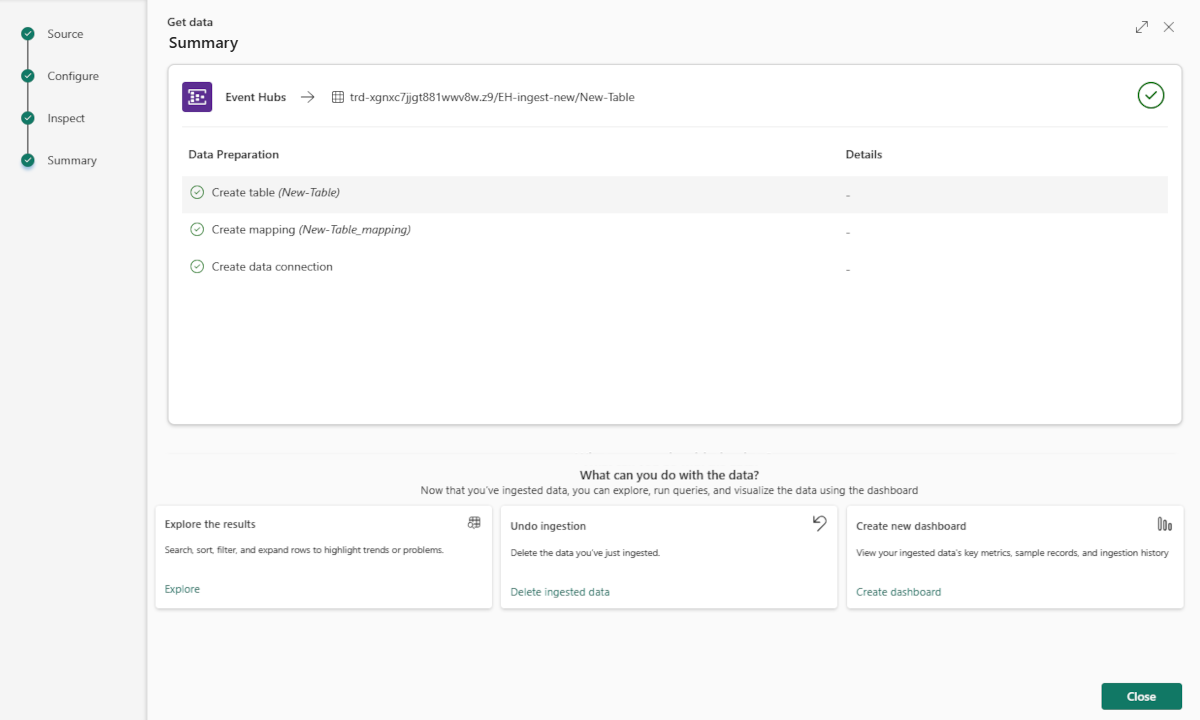 Source
Configure
Inspect
Summary
Get data
Summary
Event Hubs
trd-xgnxc7jjgt881wwv8w.z9/EH-ingest-new/New-Table
Data Preparation Details
Create table (New-Table) -
Create mapping (New-Table_mapping) -
Create data connection -
What can you do with the data?
Now that you've ingested data, you can explore, run queries, and visualize the data using the dashboard
Explore the results
Search, sort, filter, and expand rows to highlight trends or problems.
Explore
Undo ingestion
Delete the data you've just ingested.
Delete ingested data
Create new dashboard
View your ingested data's key metrics, sample records, and ingestion history
Create dashboard
Close